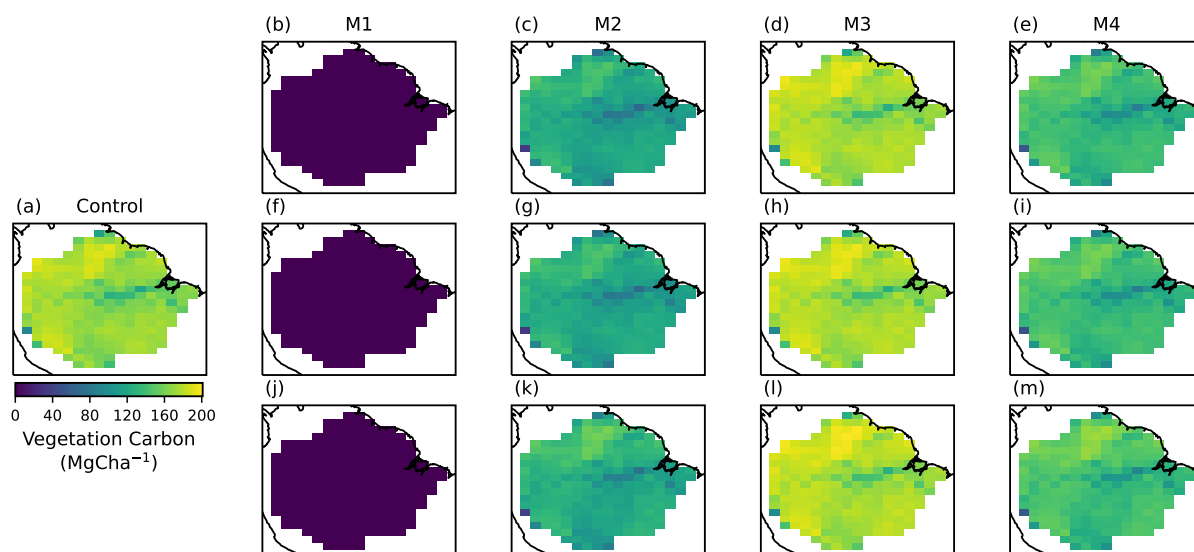 (b) M1 (c) M2 (d) M3 (e) M4
(a) Control (f) (g) (h) (i)
0 40 80 120 160 200
Vegetation Carbon
(MgCha⁻¹)
(j) (k) (l) (m)